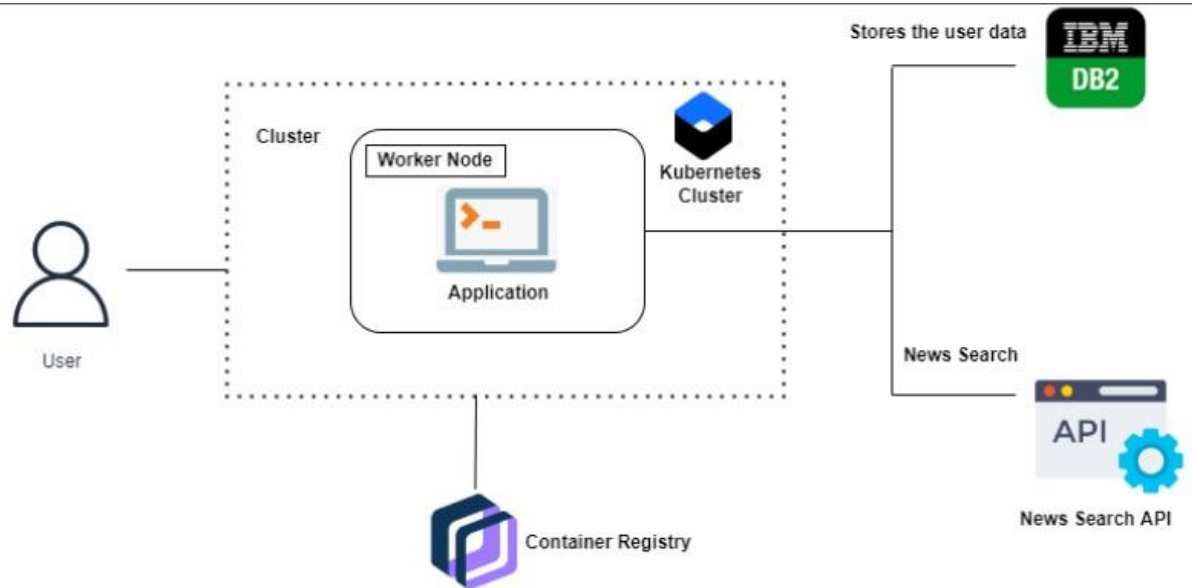 Stores the user data
IBM
DB2
Cluster
Worker Node
Kubernetes
Cluster
Application
User
News Search
API
News Search API
Container Registry